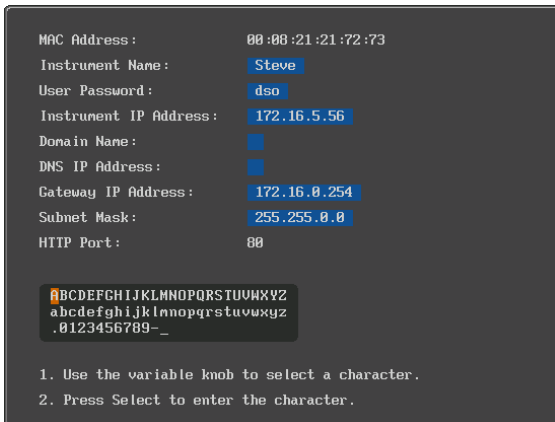 MAC Address: 00:08:21:21:72:73
Instrument Name: Steve
User Password: dso
Instrument IP Address: 172.16.5.56
Domain Name:
DNS IP Address:
Gateway IP Address: 172.16.0.254
Subnet Mask: 255.255.0.0
HTTP Port: 80
ABCDEFGHIJKLMNOPQRSTUVWXYZ
abcdefghijklmnopqrstuvwxyz
.0123456789-_
1. Use the variable knob to select a character.
2. Press Select to enter the character.